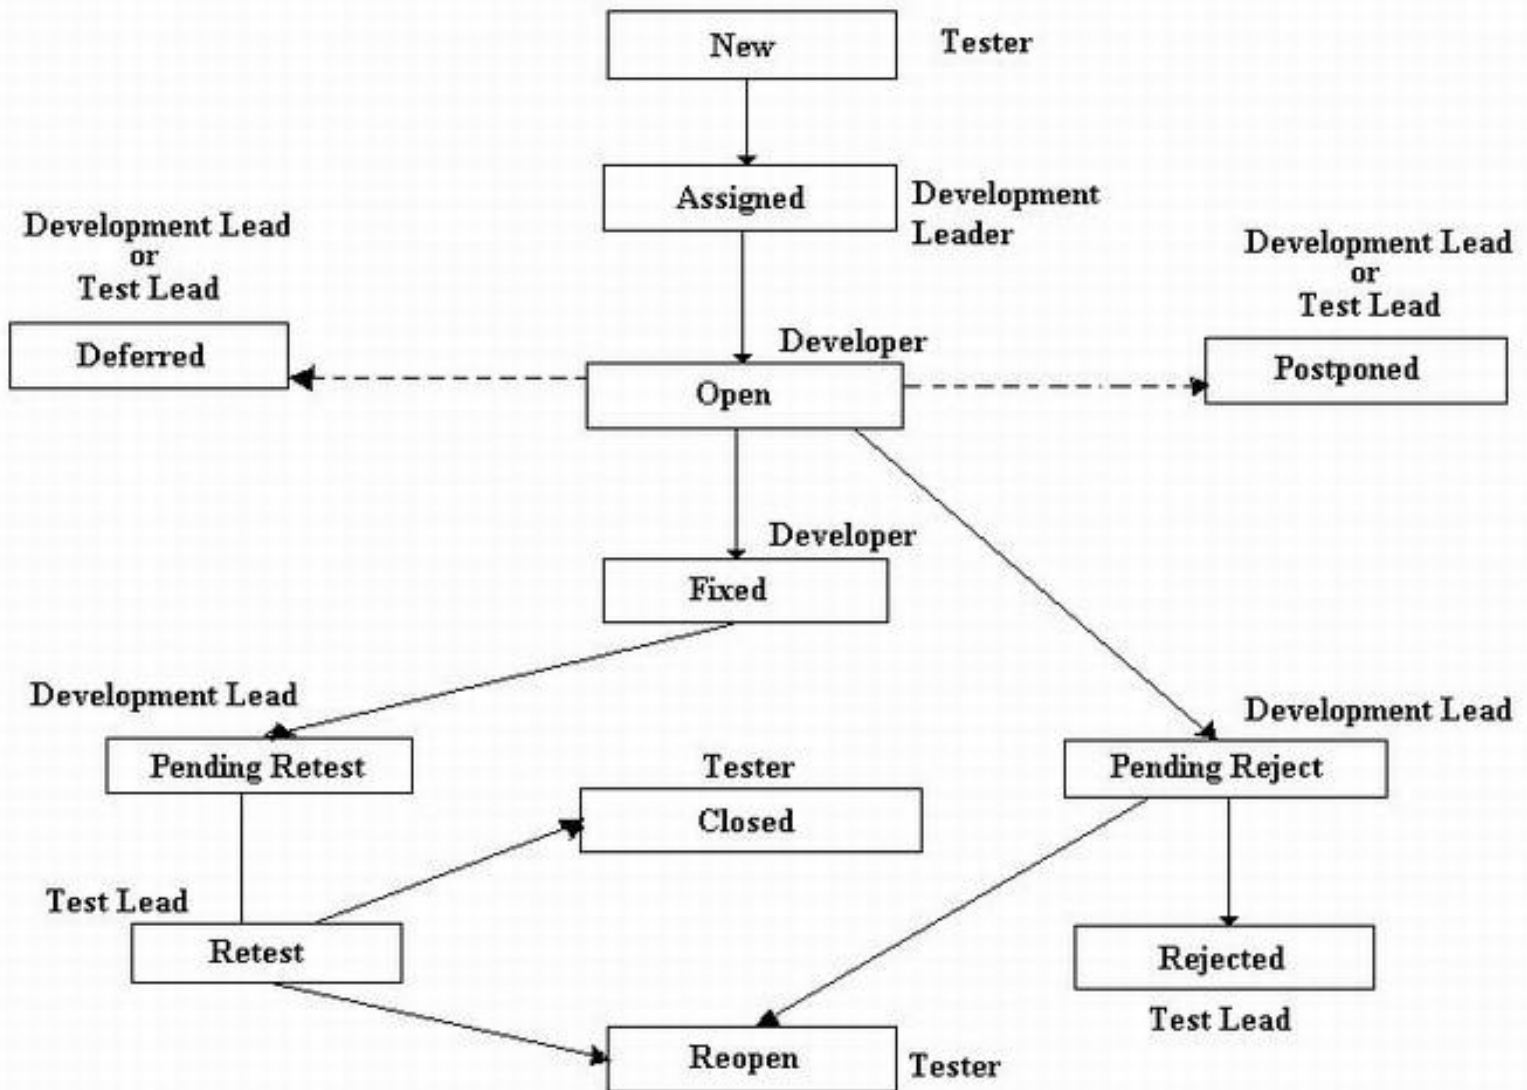 New
Tester
Assigned
Development
Leader
Development Lead
or
Test Lead
Deferred
Development Lead
or
Test Lead
Postponed
Developer
Open
Developer
Fixed
Development Lead
Pending Retest
Development Lead
Pending Reject
Tester
Closed
Test Lead
Retest
Rejected
Test Lead
Reopen
Tester